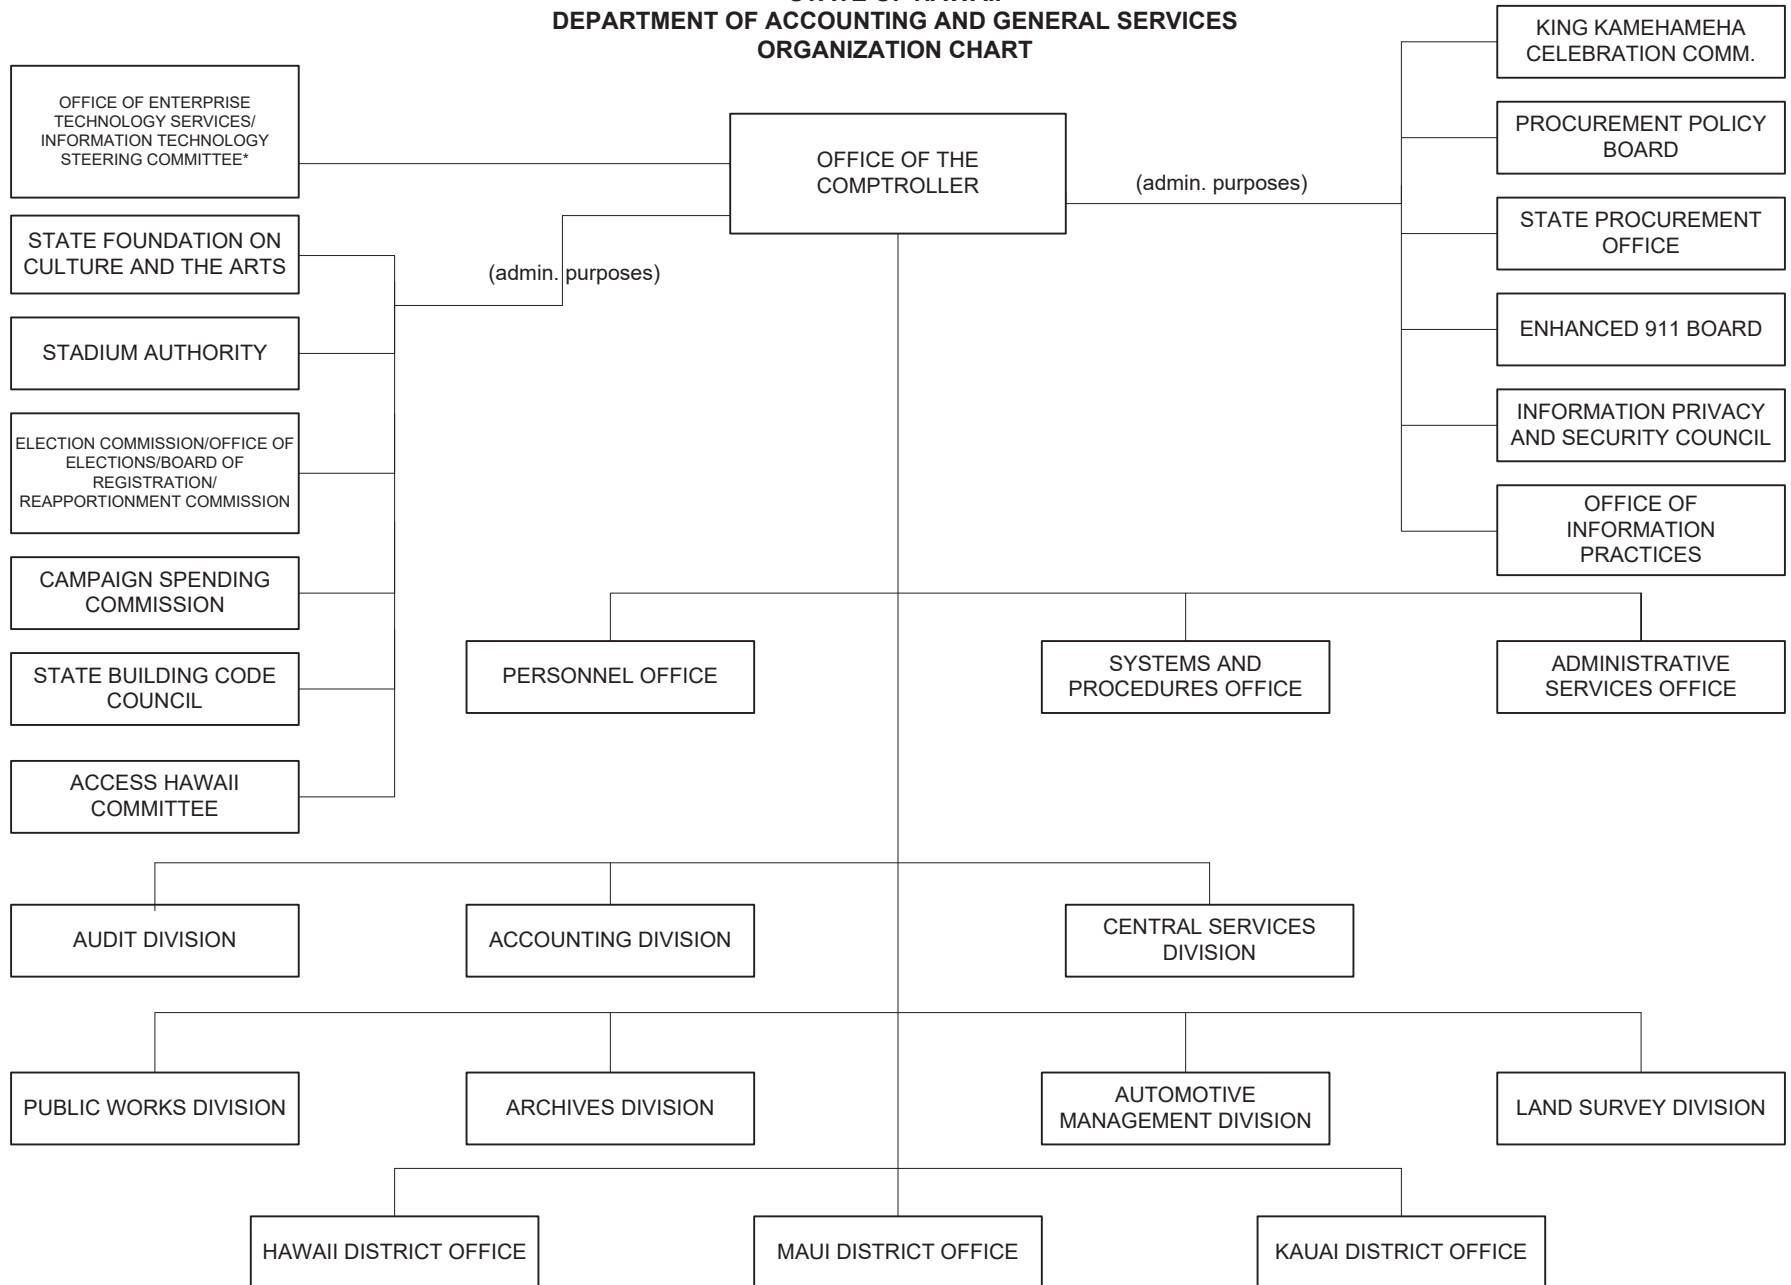 DEPARTMENT OF ACCOUNTING AND GENERAL SERVICES
ORGANIZATION CHART
OFFICE OF ENTERPRISE
TECHNOLOGY SERVICES/
INFORMATION TECHNOLOGY
STEERING COMMITTEE*
OFFICE OF THE
COMPTROLLER
KING KAMEHAMEHA
CELEBRATION COMM.
PROCUREMENT POLICY
BOARD
(admin. purposes)
STATE FOUNDATION ON
CULTURE AND THE ARTS
(admin. purposes)
STATE PROCUREMENT
OFFICE
STADIUM AUTHORITY
ENHANCED 911 BOARD
ELECTION COMMISSION/OFFICE OF
ELECTIONS/BOARD OF
REGISTRATION/
REAPPORTIONMENT COMMISSION
INFORMATION PRIVACY
AND SECURITY COUNCIL
OFFICE OF
INFORMATION
PRACTICES
CAMPAIGN SPENDING
COMMISSION
STATE BUILDING CODE
COUNCIL
PERSONNEL OFFICE
SYSTEMS AND
PROCEDURES OFFICE
ADMINISTRATIVE
SERVICES OFFICE
ACCESS HAWAII
COMMITTEE
AUDIT DIVISION
ACCOUNTING DIVISION
CENTRAL SERVICES
DIVISION
PUBLIC WORKS DIVISION
ARCHIVES DIVISION
AUTOMOTIVE
MANAGEMENT DIVISION
LAND SURVEY DIVISION
HAWAII DISTRICT OFFICE
MAUI DISTRICT OFFICE
KAUAI DISTRICT OFFICE